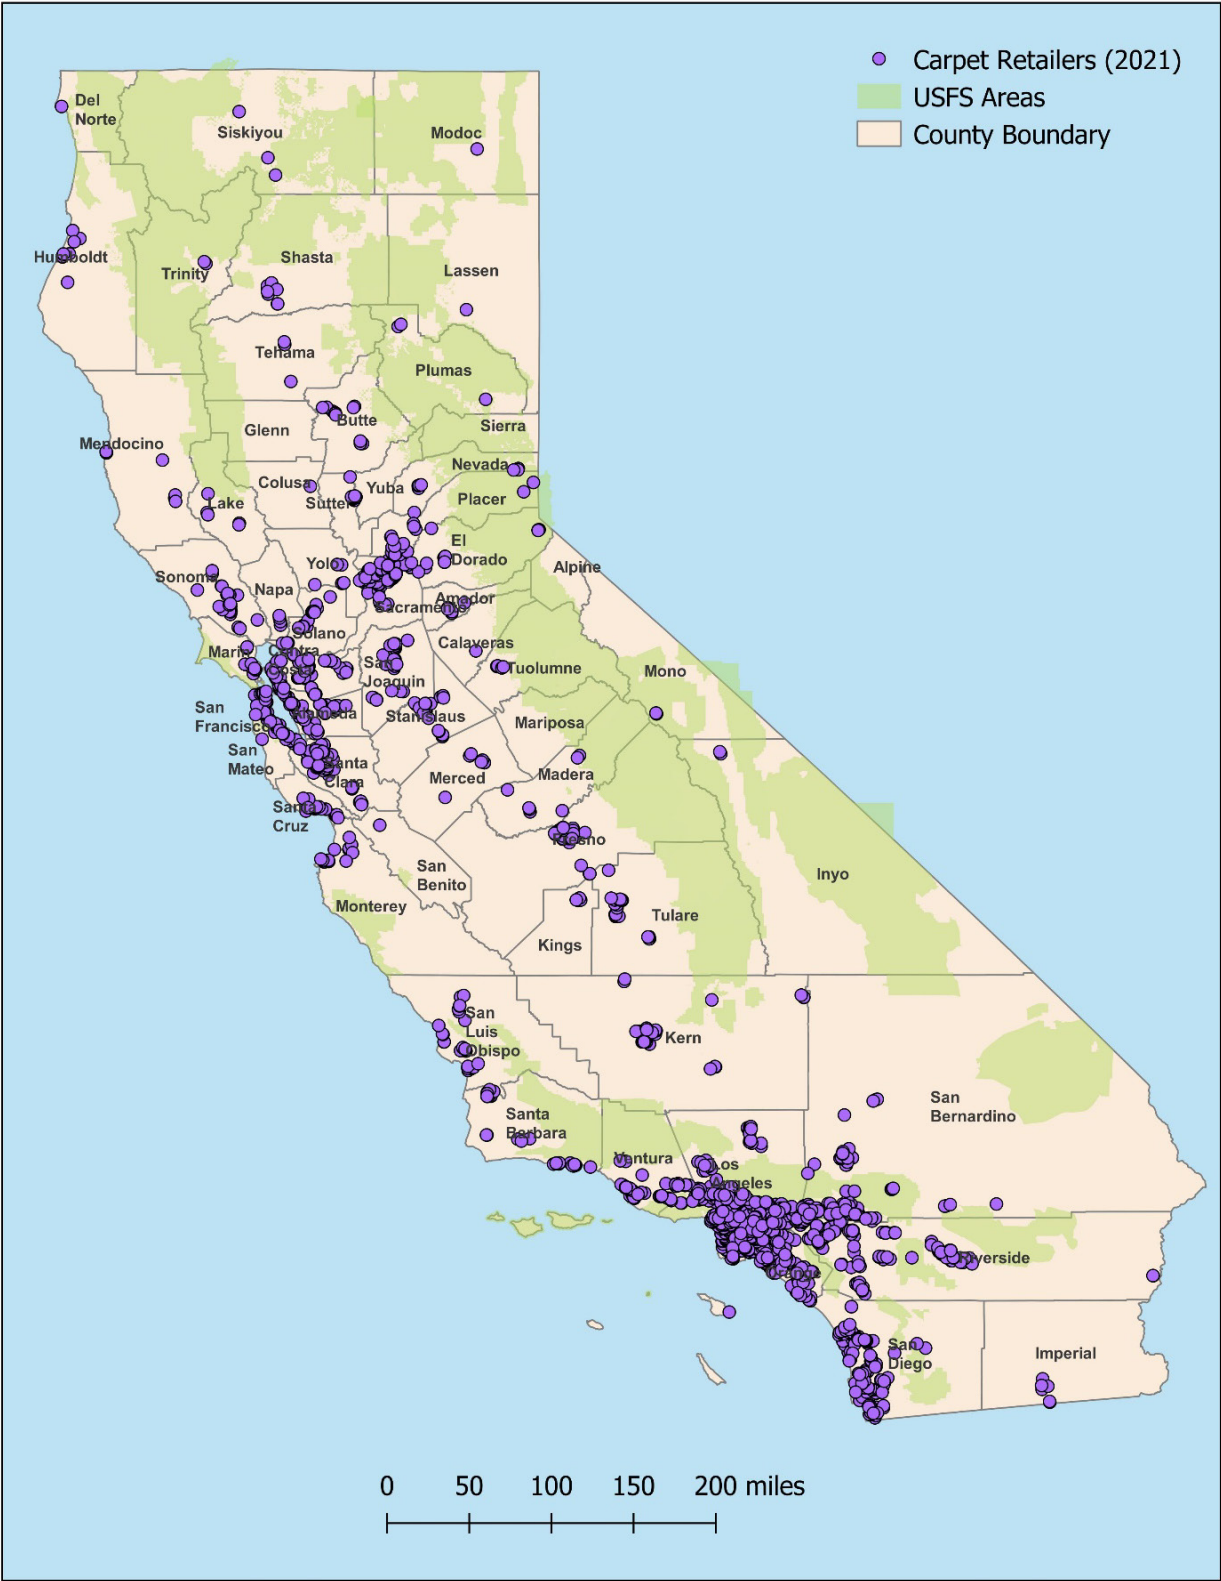 Carpet Retailers (2021)
USFS Areas
County Boundary
Del
Norte
Siskiyou
Modoc
Humboldt
Trinity
Shasta
Lassen
Tehama
Plumas
Butte
Glenn
Sierra
Mendocino
Nevada
Colusa
Yuba
Sutter
Placer
Lake
El
Dorado
Yolo
Alpine
Sonoma
Napa
Amador
Sacramento
Solano
Calaveras
Marin
Contra
Costa
San
Joaquin
Tuolumne
Mono
San
Francisco
Alameda
Stanislaus
Mariposa
San
Mateo
Santa
Clara
Merced
Madera
Santa
Cruz
Fresno
San
Benito
Inyo
Monterey
Tulare
Kings
San
Luis
Obispo
Kern
San
Bernardino
Santa
Barbara
Ventura
Los
Angeles
Riverside
Orange
San
Diego
Imperial
0 50 100 150 200 miles